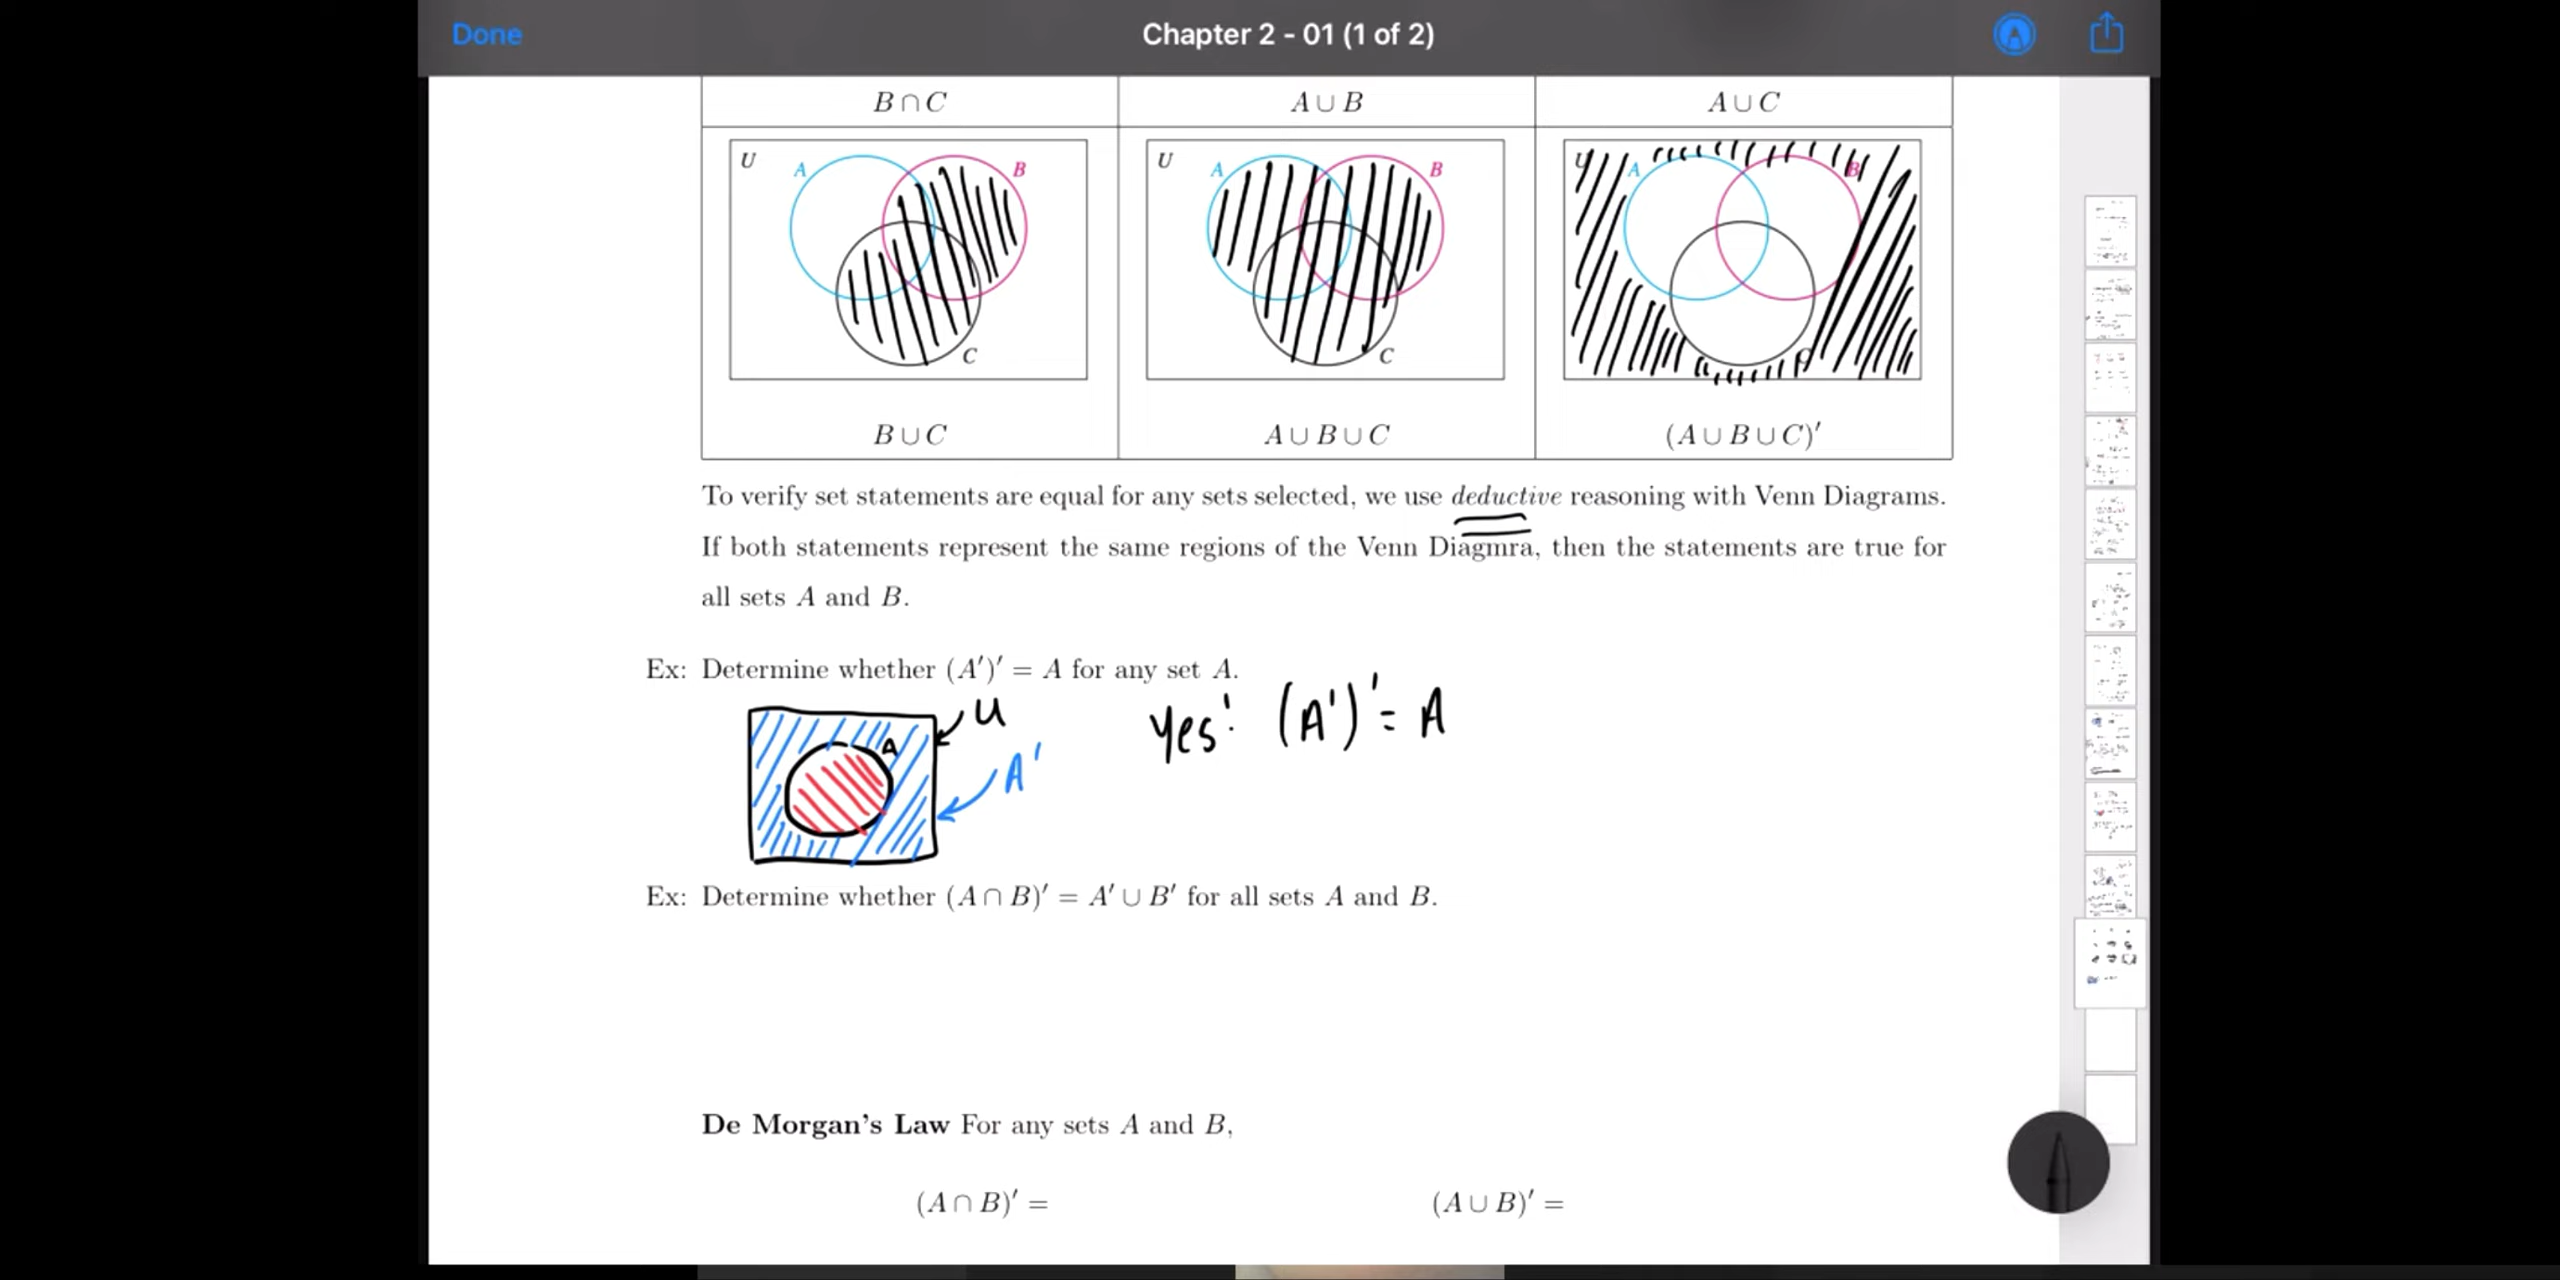 Done
Chapter 2 - 01 (1 of 2)
B ∩ C
A ∪ B
A ∪ C
U A B C
U A B C
U A B C
B ∪ C
A ∪ B ∪ C
(A ∪ B ∪ C)′
To verify set statements are equal for any sets selected, we use deductive reasoning with Venn Diagrams.
If both statements represent the same regions of the Venn Diagmra, then the statements are true for
all sets A and B.
Ex: Determine whether (A′)′ = A for any set A.
A
U
A'
Yes! (A')' = A
Ex: Determine whether (A ∩ B)′ = A′ ∪ B′ for all sets A and B.
De Morgan's Law For any sets A and B,
(A ∩ B)′ =
(A ∪ B)′ =